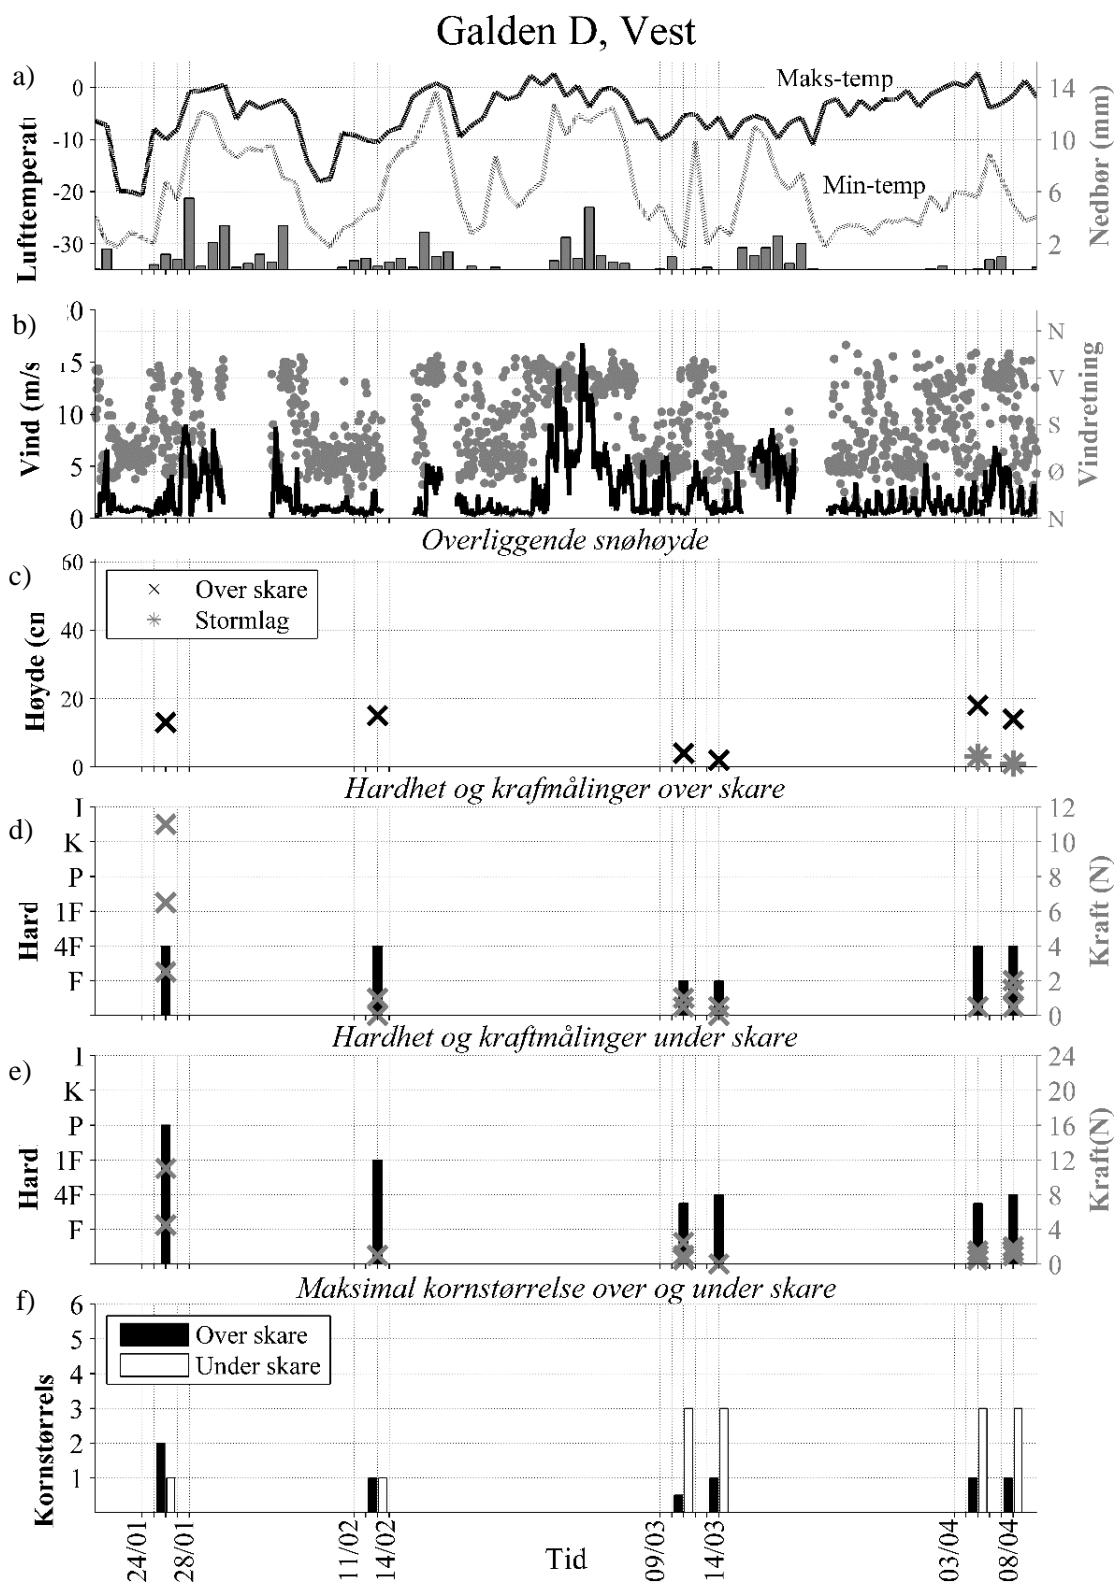 Galden D, Vest
a)
Lufttemperatu
0
-10
-20
-30
Maks-temp
Min-temp
14
10
6
2
Nedbør (mm)
b)
Vind (m/s
20
15
10
5
0
N
V
S
Ø
N
Vindretning
Overliggende snøhøyde
c)
Høyde (cm
60
40
20
0
Over skare
Stormlag
Hardhet og krafmålinger over skare
d)
Hard
I
K
P
1F
4F
F
12
10
8
6
4
2
0
Kraft (N)
Hardhet og kraftmålinger under skare
e)
Hard
I
K
P
1F
4F
F
24
20
16
12
8
4
0
Kraft(N)
Maksimal kornstørrelse over og under skare
f)
Kornstørrels
6
5
4
3
2
1
Over skare
Under skare
24/01
28/01
11/02
14/02
09/03
14/03
03/04
08/04
Tid